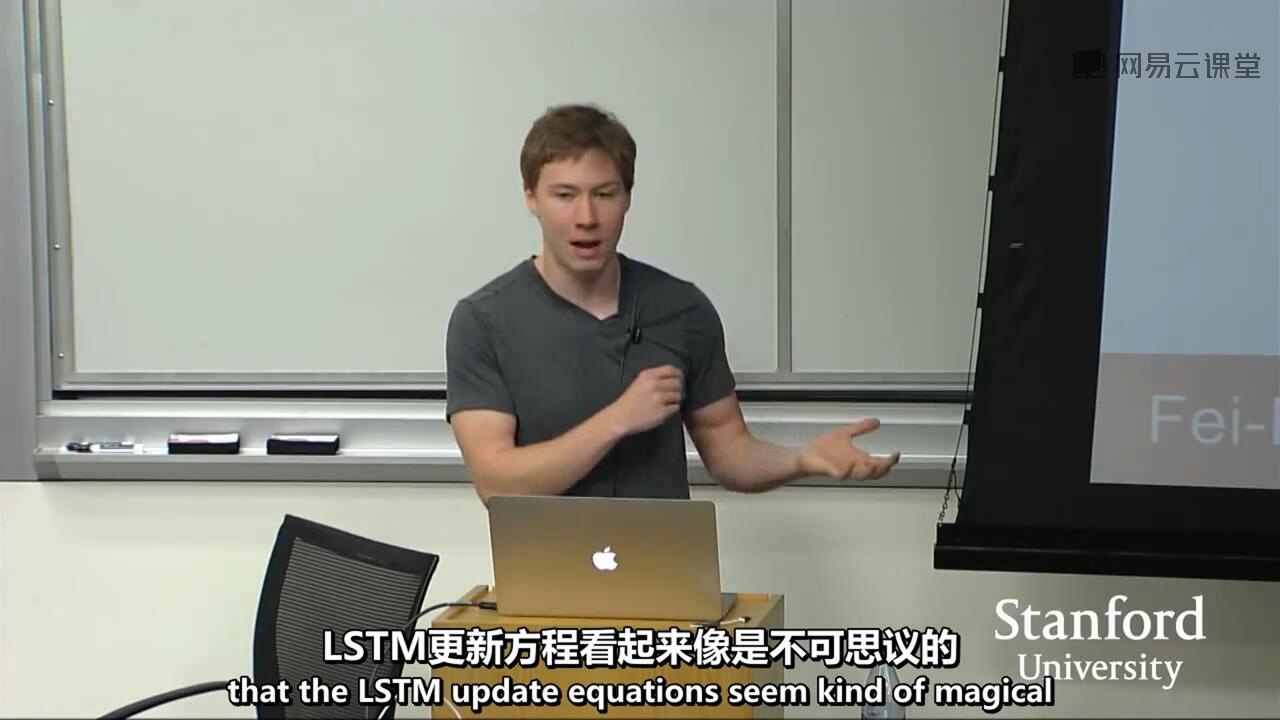 网易云课堂
Fei-
LSTM更新方程看起来像是不可思议的
that the LSTM update equations seem kind of magical
Stanford
University